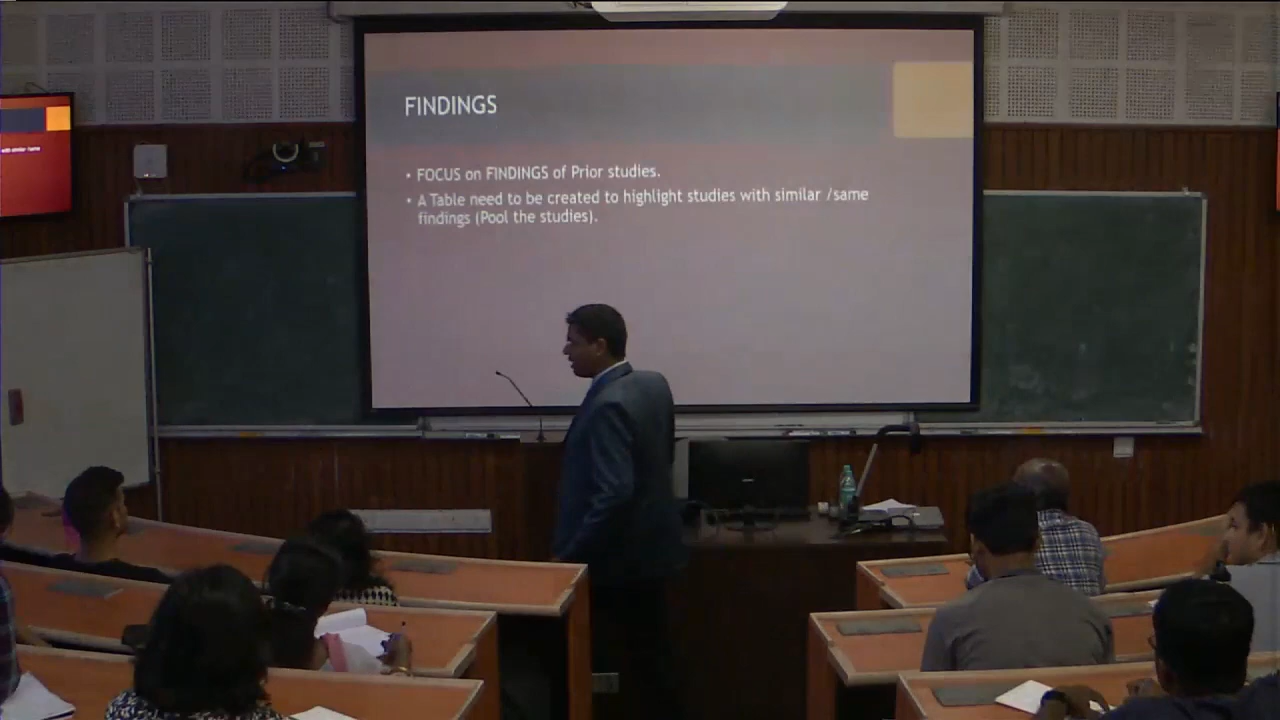 FINDINGS
• FOCUS on FINDINGS of Prior studies.
• A Table need to be created to highlight studies with similar /same
findings (Pool the studies).